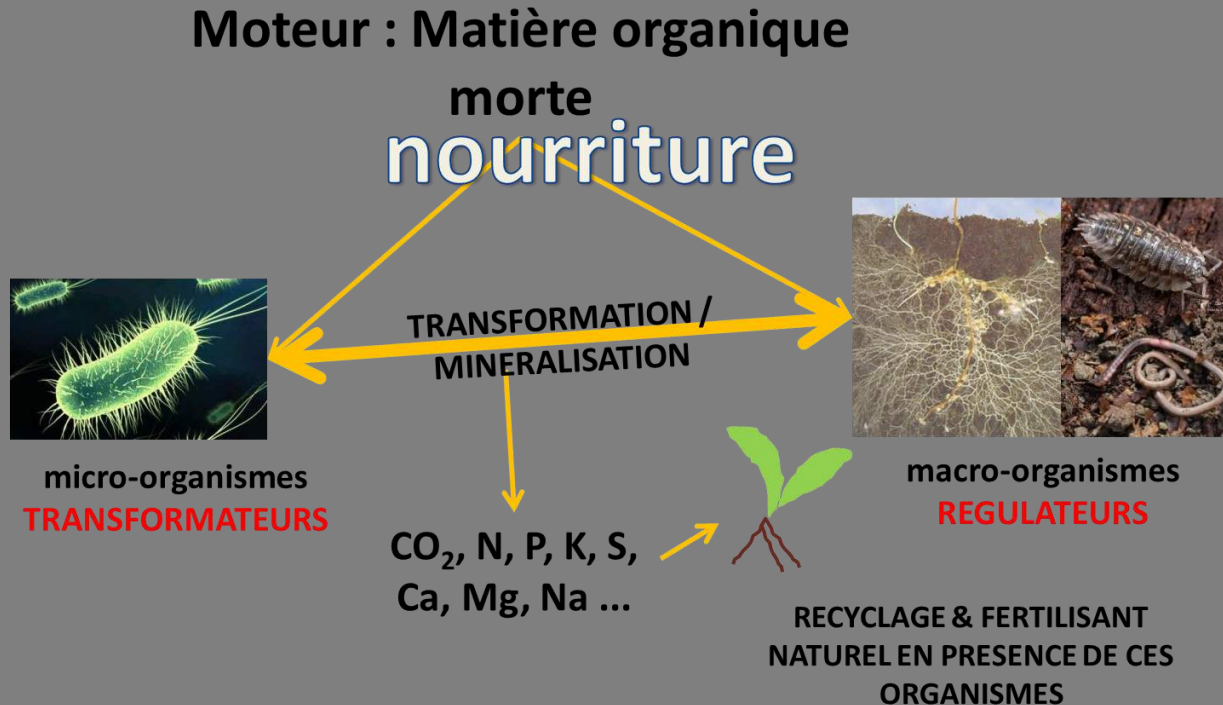 Moteur : Matière organique
morte
nourriture
TRANSFORMATION /
MINERALISATION
micro-organismes
TRANSFORMATEURS
macro-organismes
REGULATEURS
CO₂, N, P, K, S,
Ca, Mg, Na ...
RECYCLAGE & FERTILISANT
NATUREL EN PRESENCE DE CES
ORGANISMES